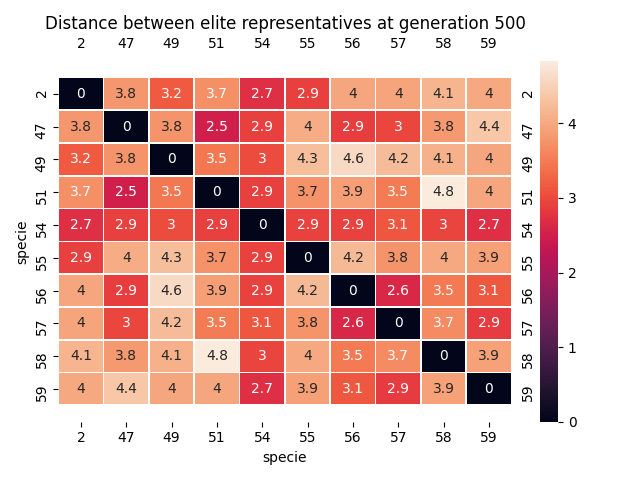 Distance between elite representatives at generation 500
2 47 49 51 54 55 56 57 58 59
2 0 3.8 3.2 3.7 2.7 2.9 4 4 4.1 4 2
47 3.8 0 3.8 2.5 2.9 4 2.9 3 3.8 4.4 47
49 3.2 3.8 0 3.5 3 4.3 4.6 4.2 4.1 4 49
51 3.7 2.5 3.5 0 2.9 3.7 3.9 3.5 4.8 4 51
54 2.7 2.9 3 2.9 0 2.9 2.9 3.1 3 2.7 54
55 2.9 4 4.3 3.7 2.9 0 4.2 3.8 4 3.9 55
56 4 2.9 4.6 3.9 2.9 4.2 0 2.6 3.5 3.1 56
57 4 3 4.2 3.5 3.1 3.8 2.6 0 3.7 2.9 57
58 4.1 3.8 4.1 4.8 3 4 3.5 3.7 0 3.9 58
59 4 4.4 4 4 2.7 3.9 3.1 2.9 3.9 0 59
2 47 49 51 54 55 56 57 58 59
specie
specie
4
3
2
1
0